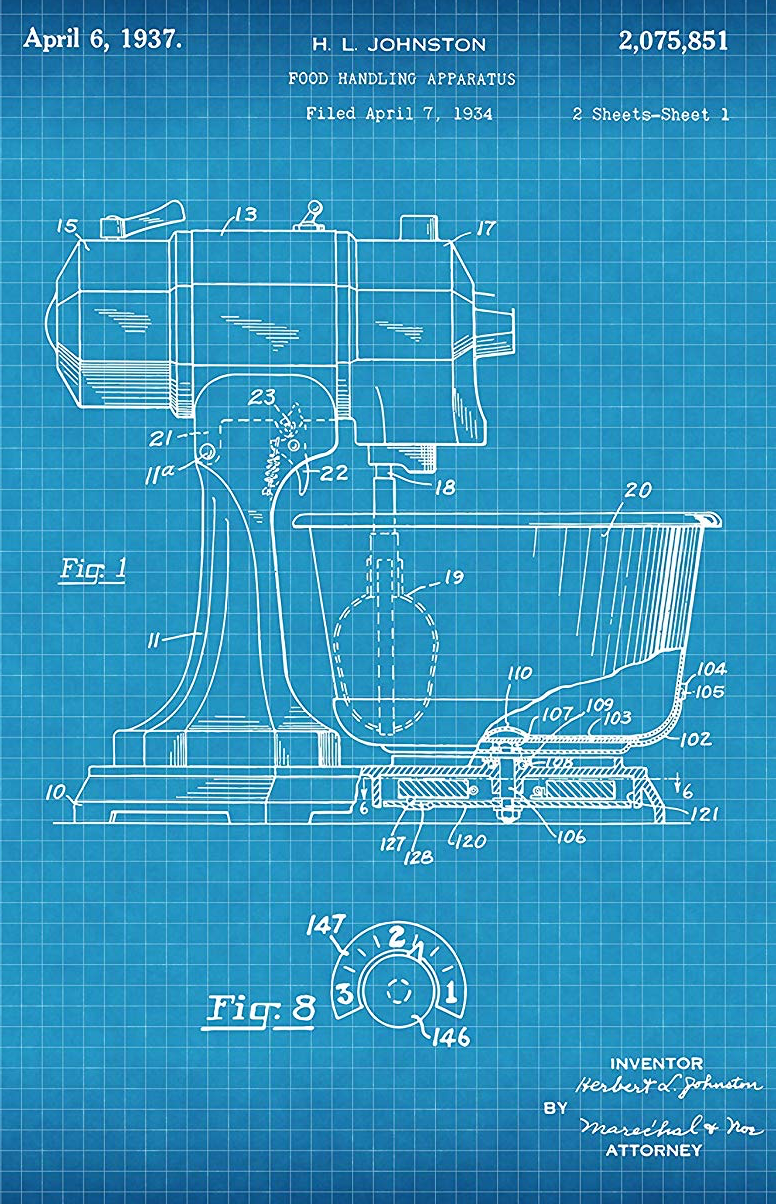 April 6, 1937.
H. L. JOHNSTON
2,075,851
FOOD HANDLING APPARATUS
Filed April 7, 1934
2 Sheets-Sheet 1
15
13
17
23
21
11a
22
18
20
Fig. 1
19
11
110
104
105
107
109
103
102
108
10
6
6
121
127
128
120
106
147
2
3
1
Fig. 8
146
INVENTOR
Herbert L. Johnston
BY
Marechal & Noe
ATTORNEY